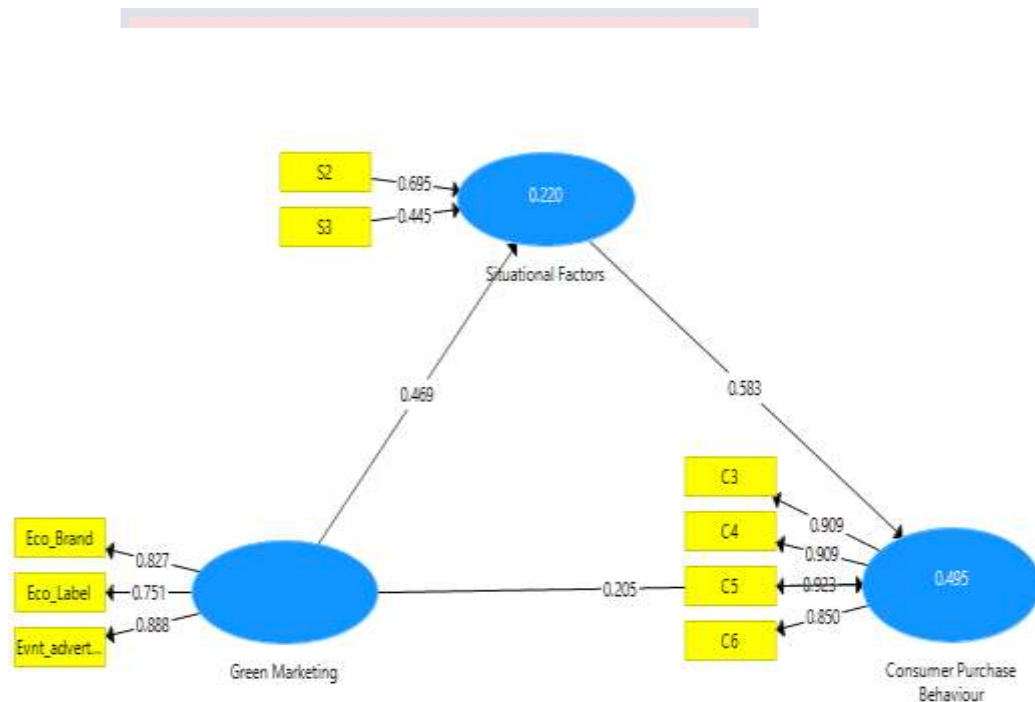 S2
0.695
0.220
S3
0.445
Situational Factors
0.469
0.583
C3
0.909
C4
0.909
Eco_Brand
0.827
Eco_Label
0.751
Evnt_advert...
0.888
0.205
C5
0.923
0.495
C6
0.850
Green Marketing
Consumer Purchase
Behaviour